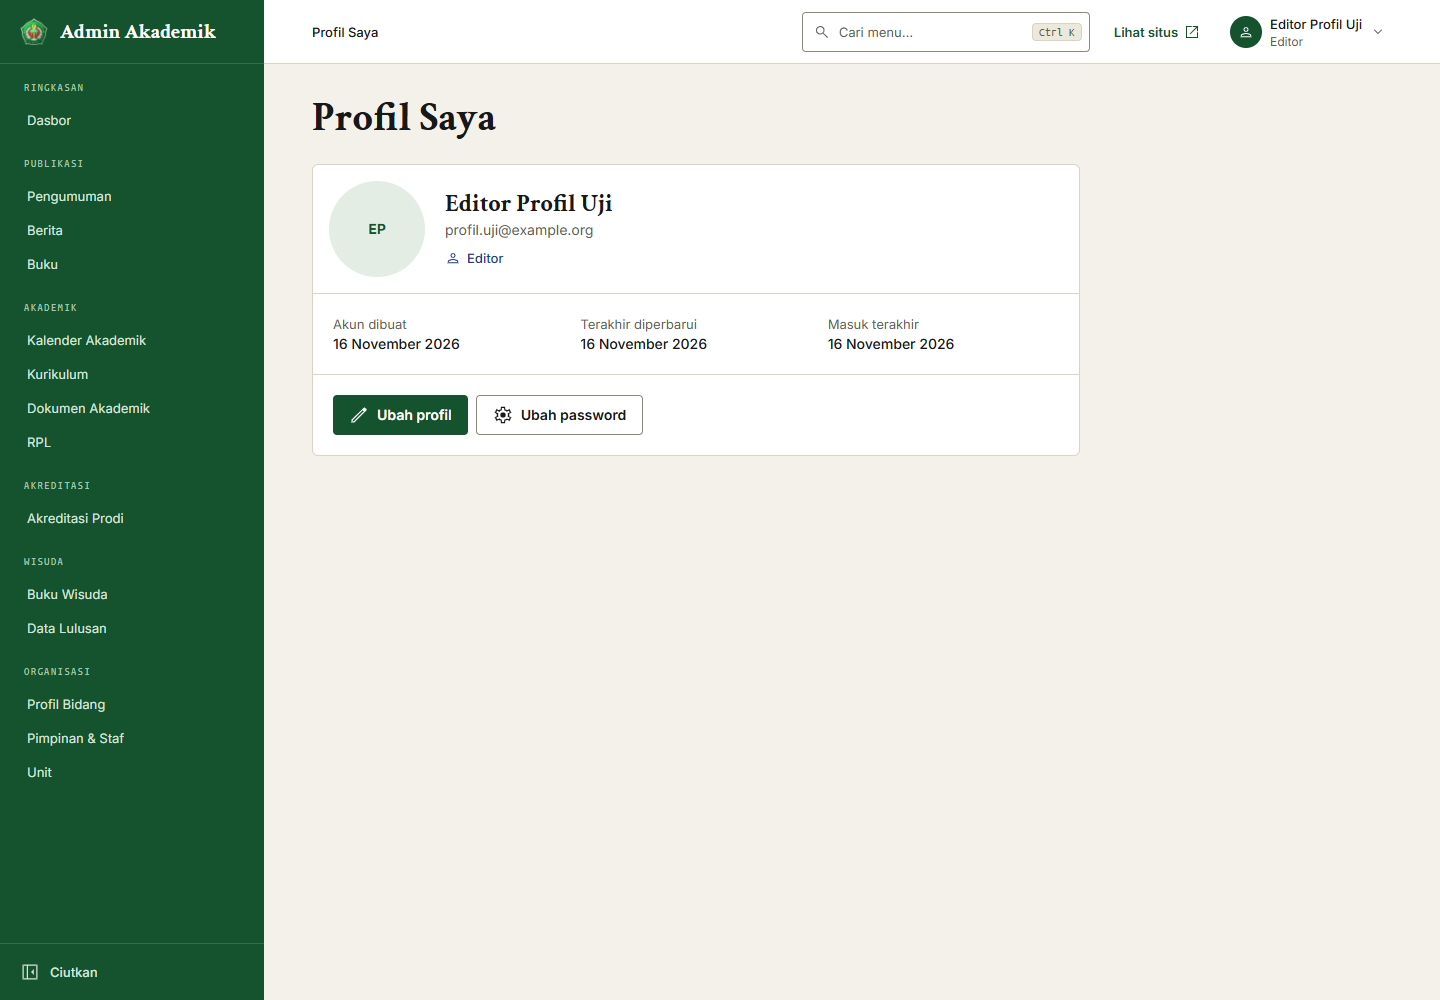 Admin Akademik
RINGKASAN
Dasbor
PUBLIKASI
Pengumuman
Berita
Buku
AKADEMIK
Kalender Akademik
Kurikulum
Dokumen Akademik
RPL
AKREDITASI
Akreditasi Prodi
WISUDA
Buku Wisuda
Data Lulusan
ORGANISASI
Profil Bidang
Pimpinan & Staf
Unit
Ciutkan
Profil Saya
Cari menu...
Ctrl K
Lihat situs
Editor Profil Uji
Editor
Profil Saya
EP
Editor Profil Uji
profil.uji@example.org
Editor
Akun dibuat
16 November 2026
Terakhir diperbarui
16 November 2026
Masuk terakhir
16 November 2026
Ubah profil
Ubah password